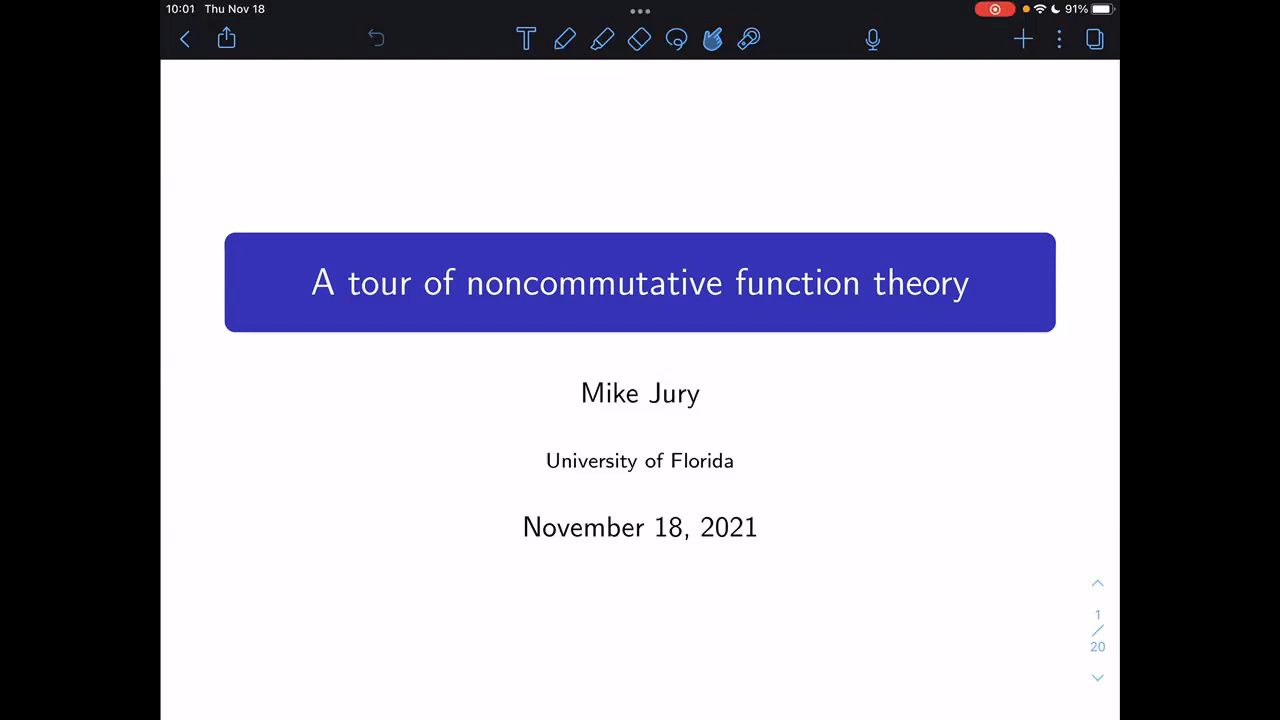 10:01 Thu Nov 18
91%
T
A tour of noncommutative function theory
Mike Jury
University of Florida
November 18, 2021
1
/
20